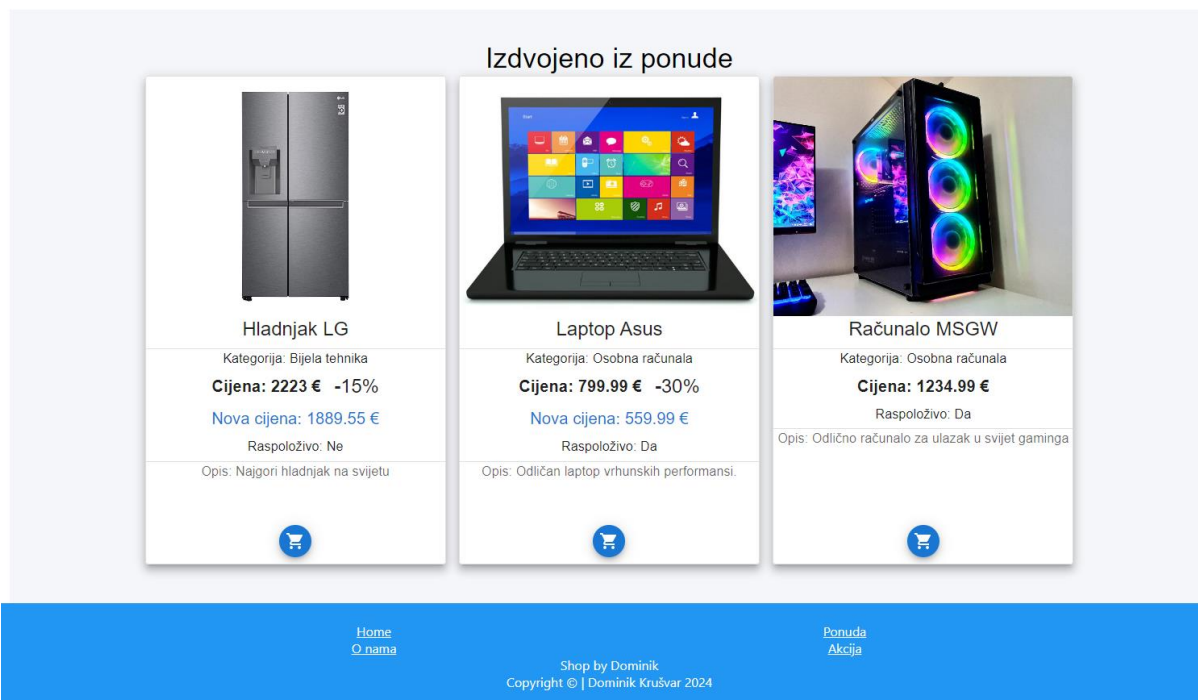 Izdvojeno iz ponude
LG
Start
Hladnjak LG
Kategorija: Bijela tehnika
Cijena: 2223 € -15%
Nova cijena: 1889.55 €
Raspoloživo: Ne
Opis: Najgori hladnjak na svijetu
Laptop Asus
Kategorija: Osobna računala
Cijena: 799.99 € -30%
Nova cijena: 559.99 €
Raspoloživo: Da
Opis: Odličan laptop vrhunskih performansi.
Računalo MSGW
Kategorija: Osobna računala
Cijena: 1234.99 €
Raspoloživo: Da
Opis: Odlično računalo za ulazak u svijet gaminga
Home
O nama
Ponuda
Akcija
Shop by Dominik
Copyright © | Dominik Krušvar 2024